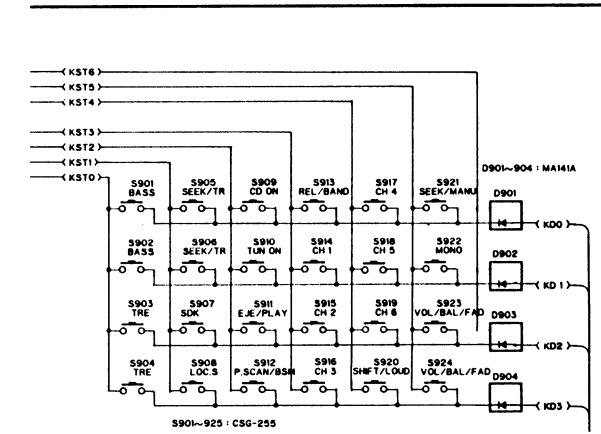 KST6
KST5
KST4
KST3
KST2
KST1
KST0
D901~904 : MA141A
S901 S905 S909 S913 S917 S921 D901
BASS SEEK/TR CD ON REL/BAND CH 4 SEEK/MANU
KD0
S902 S906 S910 S914 S918 S922 D902
BASS SEEK/TR TUN ON CH 1 CH 5 MONO
KD 1
S903 S907 S911 S915 S919 S923 D903
TRE SDK EJE/PLAY CH 2 CH 6 VOL/BAL/FAD
KD2
S904 S908 S912 S916 S920 S924 D904
TRE LOC.S P.SCAN/BSM CH 3 SHIFT/LOUD VOL/BAL/FAD
KD3
S901~925 : CSG-255